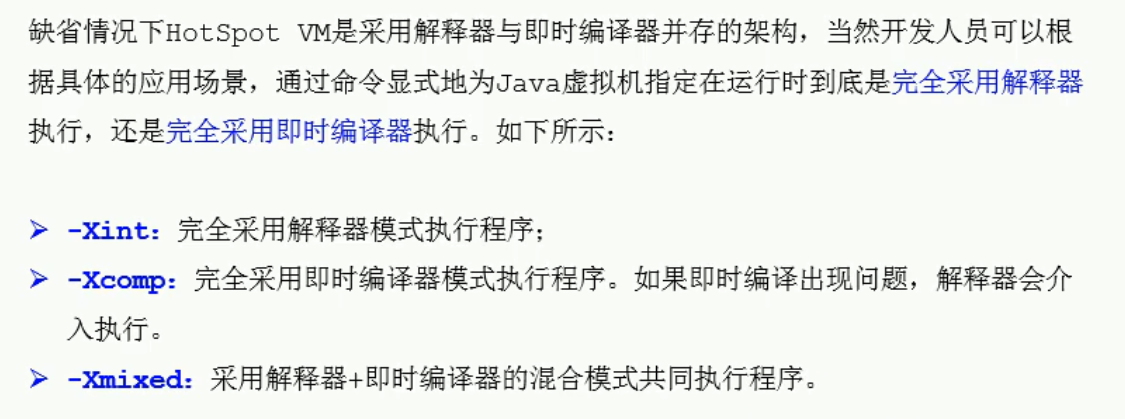 缺省情况下HotSpot VM是采用解释器与即时编译器并存的架构，当然开发人员可以根
据具体的应用场景，通过命令显式地为Java虚拟机指定在运行时到底是完全采用解释器
执行，还是完全采用即时编译器执行。如下所示：
➢ -Xint：完全采用解释器模式执行程序；
➢ -Xcomp：完全采用即时编译器模式执行程序。如果即时编译出现问题，解释器会介
入执行。
➢ -Xmixed：采用解释器+即时编译器的混合模式共同执行程序。